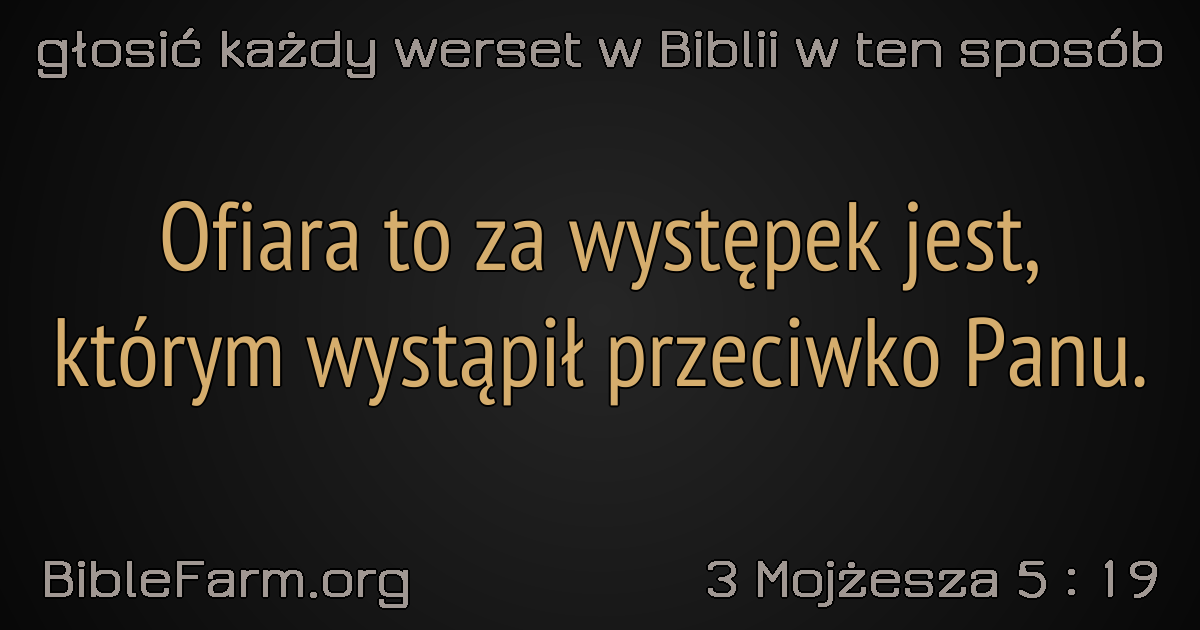 głosić każdy werset w Biblii w ten sposób
Ofiara to za występek jest,
którym wystąpił przeciwko Panu.
BibleFarm.org
3 Mojżesza 5 : 19